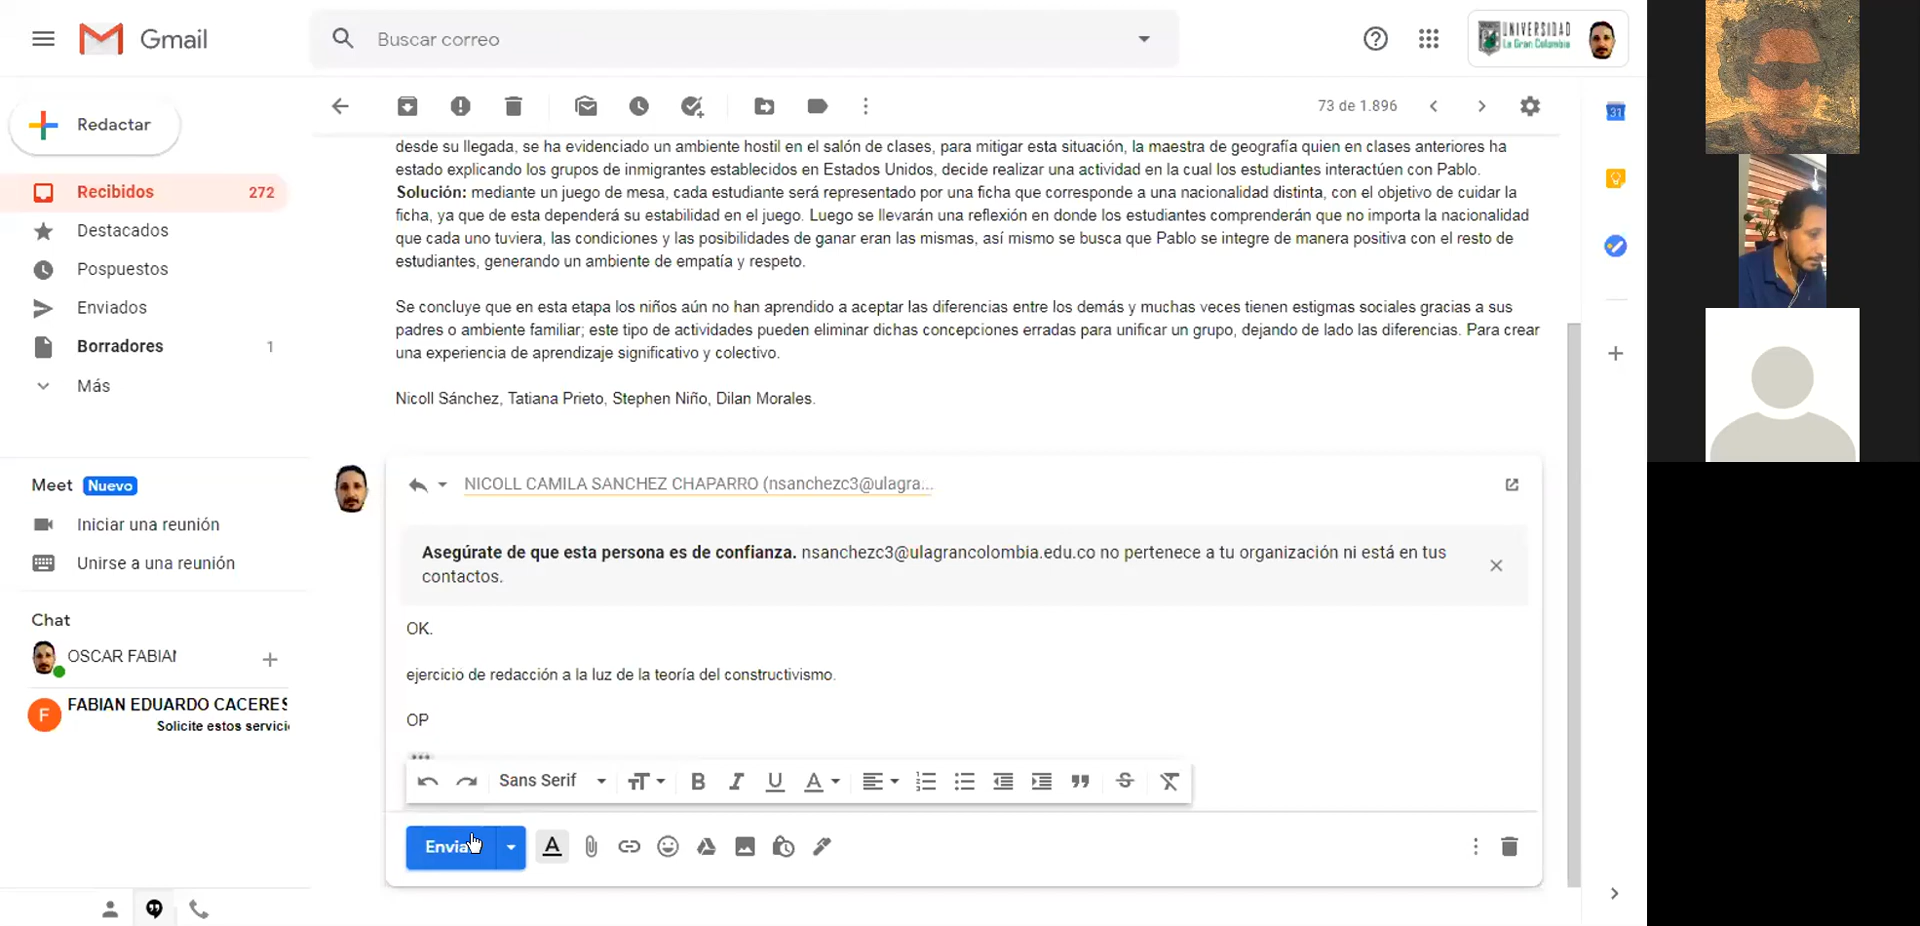 Gmail
Buscar correo
UNIVERSIDAD
La Gran Colombia
Redactar
73 de 1.896
31
Recibidos 272
Destacados
Pospuestos
Enviados
Borradores 1
Más
desde su llegada, se ha evidenciado un ambiente hostil en el salón de clases, para mitigar esta situación, la maestra de geografía quien en clases anteriores ha
estado explicando los grupos de inmigrantes establecidos en Estados Unidos, decide realizar una actividad en la cual los estudiantes interactúen con Pablo.
Solución: mediante un juego de mesa, cada estudiante será representado por una ficha que corresponde a una nacionalidad distinta, con el objetivo de cuidar la
ficha, ya que de esta dependerá su estabilidad en el juego. Luego se llevarán una reflexión en donde los estudiantes comprenderán que no importa la nacionalidad
que cada uno tuviera, las condiciones y las posibilidades de ganar eran las mismas, así mismo se busca que Pablo se integre de manera positiva con el resto de
estudiantes, generando un ambiente de empatía y respeto.
Se concluye que en esta etapa los niños aún no han aprendido a aceptar las diferencias entre los demás y muchas veces tienen estigmas sociales gracias a sus
padres o ambiente familiar; este tipo de actividades pueden eliminar dichas concepciones erradas para unificar un grupo, dejando de lado las diferencias. Para crear
una experiencia de aprendizaje significativo y colectivo.
Nicoll Sánchez, Tatiana Prieto, Stephen Niño, Dilan Morales.
Meet Nuevo
Iniciar una reunión
Unirse a una reunión
Chat
OSCAR FABIAN
F FABIAN EDUARDO CACERES
Solicite estos servici
NICOLL CAMILA SANCHEZ CHAPARRO (nsanchezc3@ulagra...
Asegúrate de que esta persona es de confianza. nsanchezc3@ulagrancolombia.edu.co no pertenece a tu organización ni está en tus
contactos.
OK.
ejercicio de redacción a la luz de la teoría del constructivismo.
OP
Sans Serif
Envia